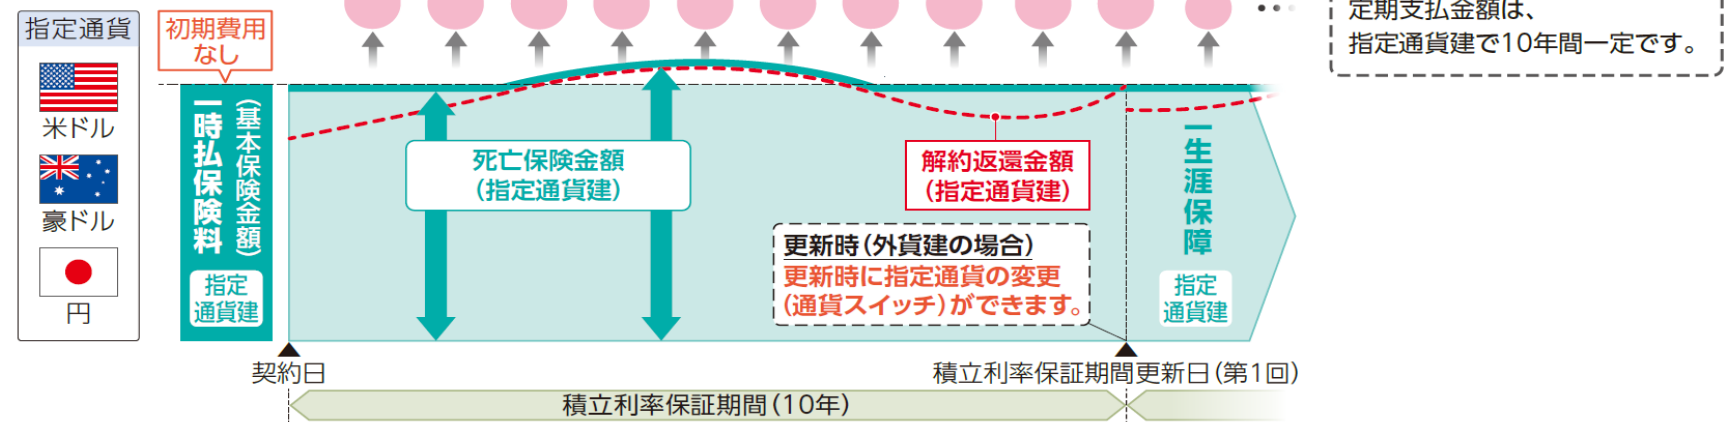 指定通貨
米ドル
豪ドル
円
初期費用
なし
一時払保険料
（基本保険金額）
指定
通貨建
死亡保険金額
（指定通貨建）
解約返還金額
（指定通貨建）
更新時（外貨建の場合）
更新時に指定通貨の変更
（通貨スイッチ）ができます。
一生涯保障
指定
通貨建
定期支払金額は、
指定通貨建で10年間一定です。
契約日
積立利率保証期間更新日（第1回）
積立利率保証期間（10年）